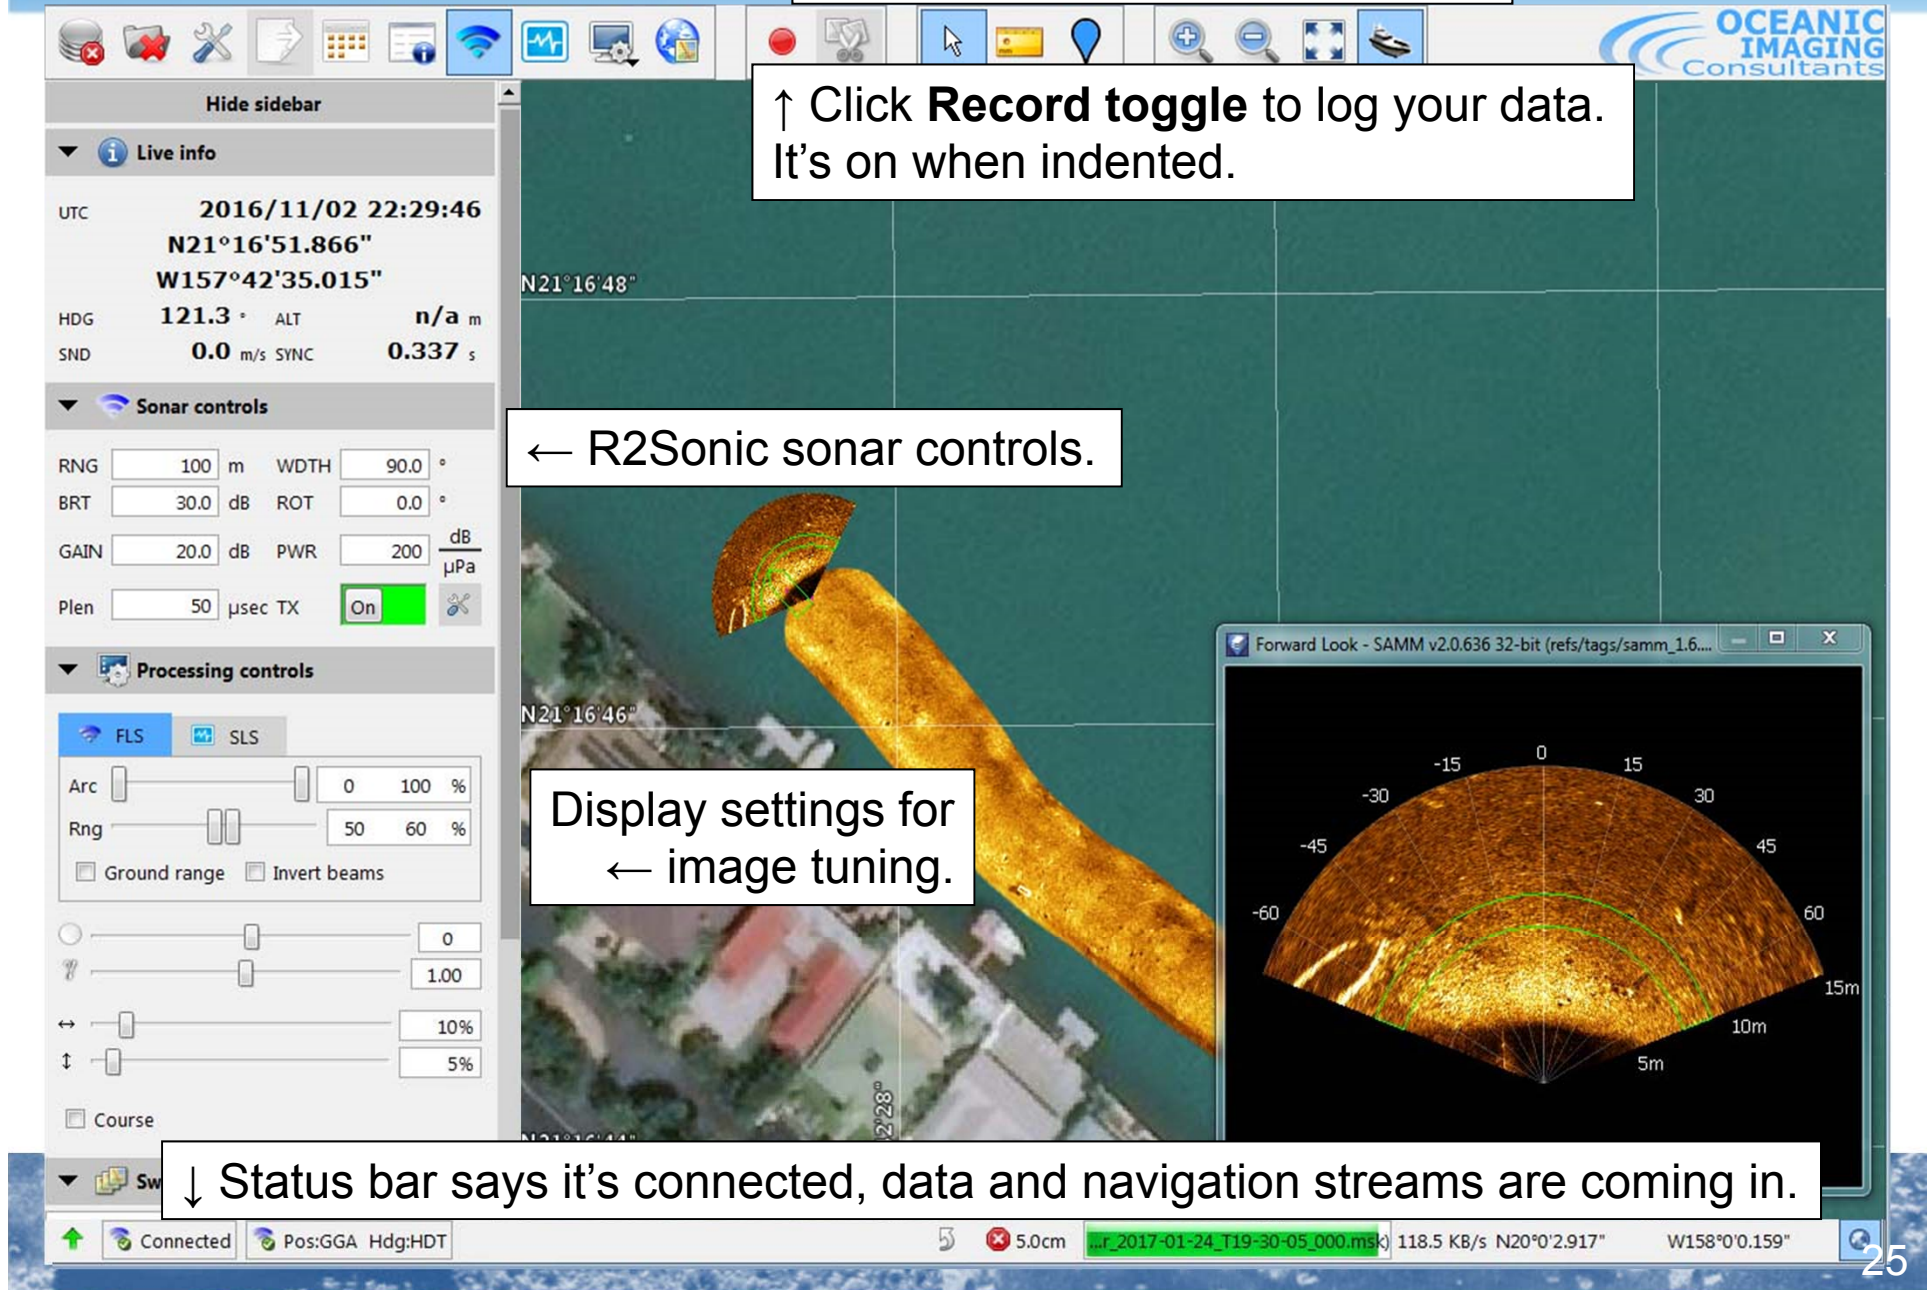 OCEANIC
IMAGING
Consultants
↑ Click Record toggle to log your data.
It's on when indented.
Hide sidebar
Live info
UTC 2016/11/02 22:29:46
N21°16'51.866"
W157°42'35.015"
HDG 121.3 ° ALT n/a m
SND 0.0 m/s SYNC 0.337 s
N21°16'48"
Sonar controls
← R2Sonic sonar controls.
RNG 100 m WDTH 90.0 °
BRT 30.0 dB ROT 0.0 °
GAIN 20.0 dB PWR 200 dB
µPa
Plen 50 µsec TX On
Processing controls
FLS SLS
Arc 0 100 %
Rng 50 60 %
Ground range Invert beams
0
1.00
10%
5%
Course
N21°16'46"
Display settings for
← image tuning.
Forward Look - SAMM v2.0.636 32-bit (refs/tags/samm_1.6....
0
-15 15
-30 30
-45 45
-60 60
15m
10m
5m
2'28"
N21°16'44"
Sw
↓ Status bar says it's connected, data and navigation streams are coming in.
Connected Pos:GGA Hdg:HDT 5.0cm ...r_2017-01-24_T19-30-05_000.msk) 118.5 KB/s N20°0'2.917" W158°0'0.159"
25